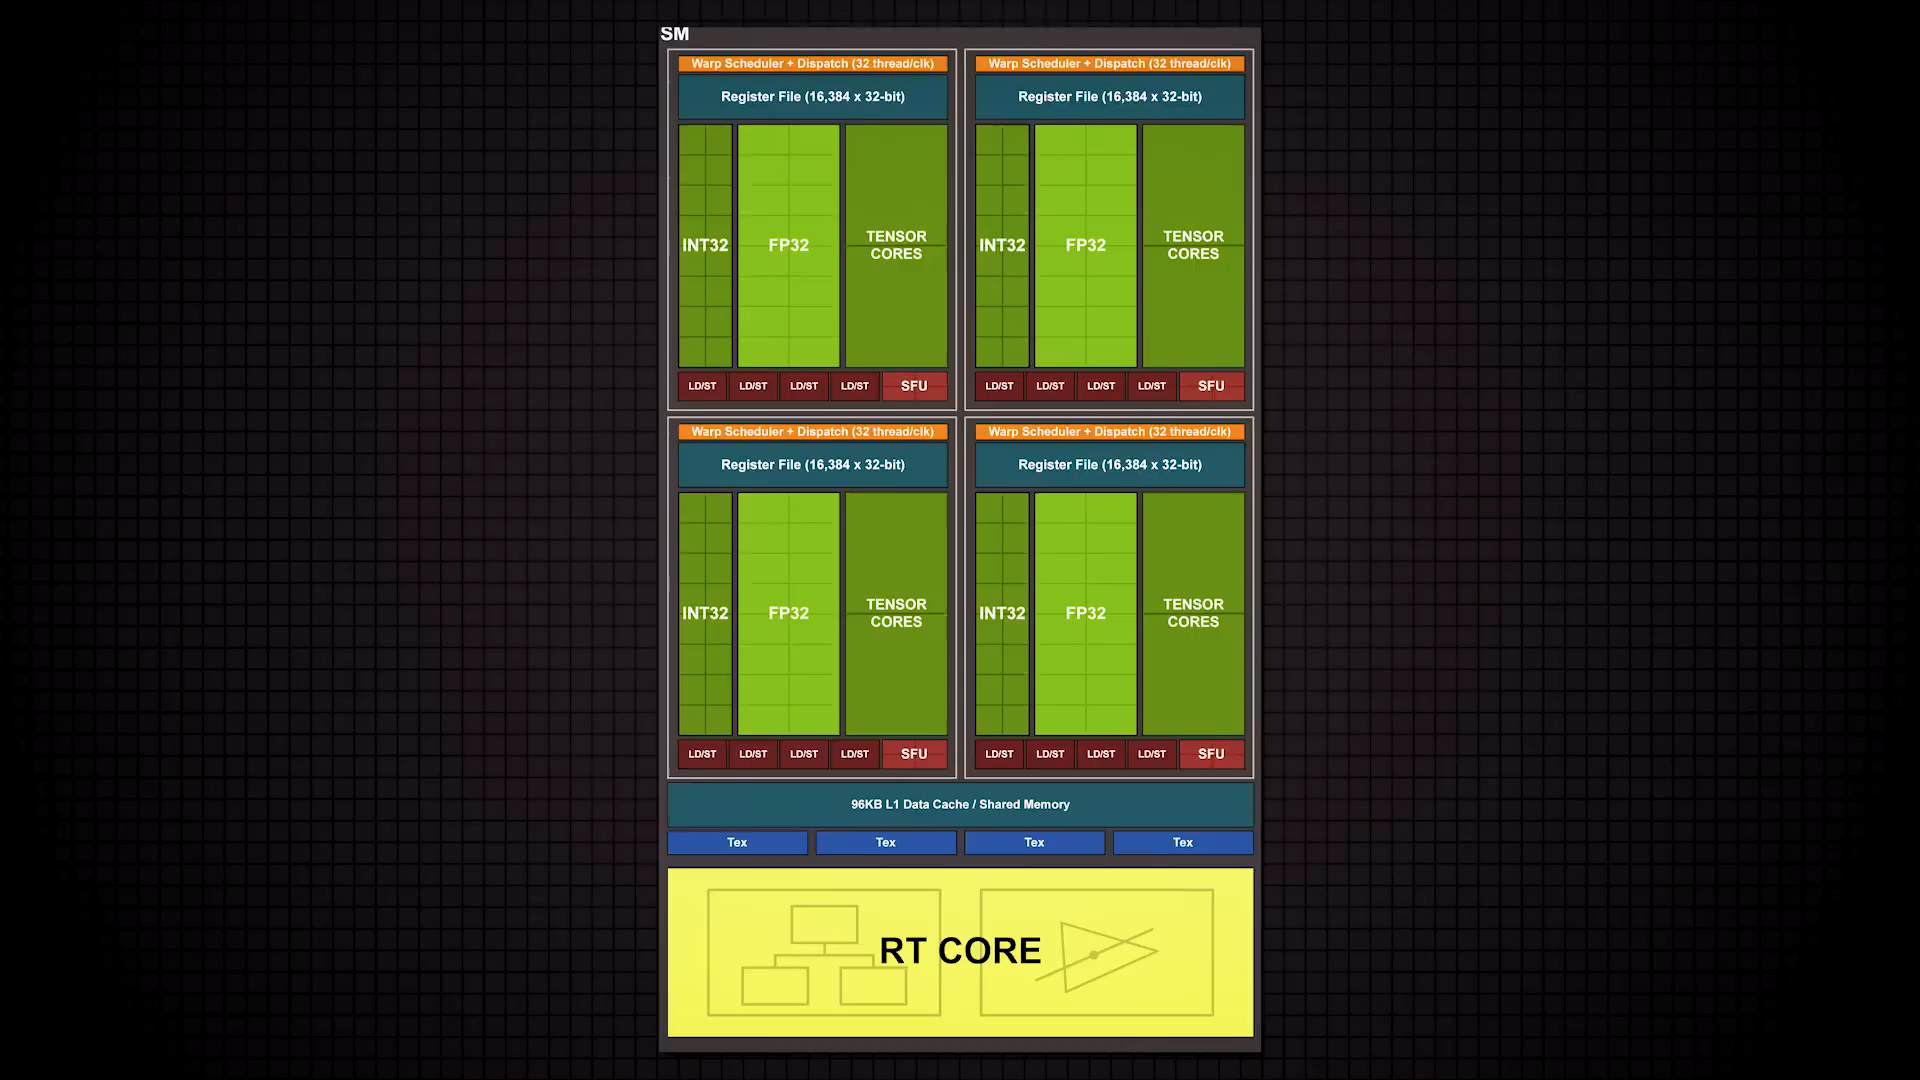 SM
Warp Scheduler + Dispatch (32 thread/clk)
Register File (16,384 x 32-bit)
INT32
FP32
TENSOR
CORES
LD/ST
LD/ST
LD/ST
LD/ST
SFU
Warp Scheduler + Dispatch (32 thread/clk)
Register File (16,384 x 32-bit)
INT32
FP32
TENSOR
CORES
LD/ST
LD/ST
LD/ST
LD/ST
SFU
Warp Scheduler + Dispatch (32 thread/clk)
Register File (16,384 x 32-bit)
INT32
FP32
TENSOR
CORES
LD/ST
LD/ST
LD/ST
LD/ST
SFU
Warp Scheduler + Dispatch (32 thread/clk)
Register File (16,384 x 32-bit)
INT32
FP32
TENSOR
CORES
LD/ST
LD/ST
LD/ST
LD/ST
SFU
96KB L1 Data Cache / Shared Memory
Tex
Tex
Tex
Tex
RT CORE